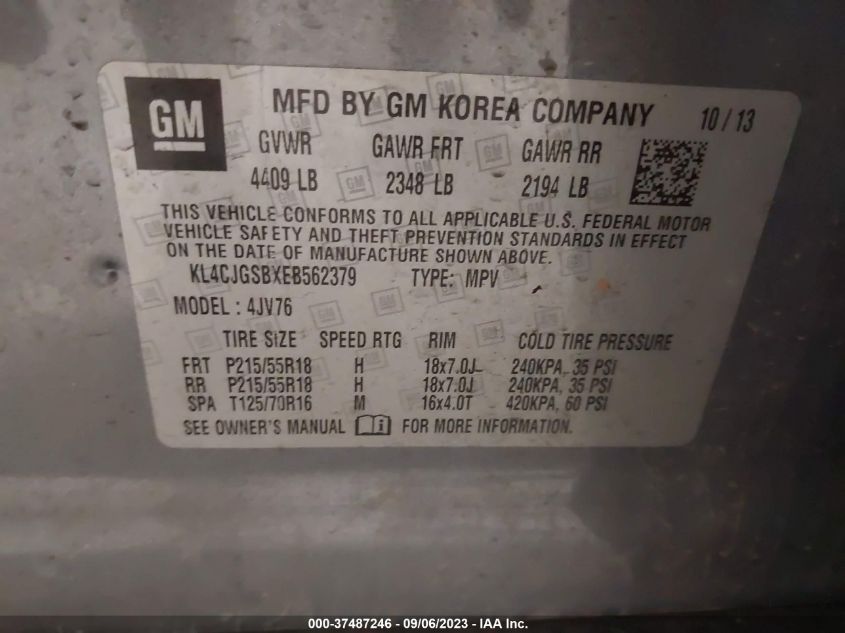 GM MFD BY GM KOREA COMPANY 10 / 13
GVWR GAWR FRT GAWR RR
4409 LB 2348 LB 2194 LB
THIS VEHICLE CONFORMS TO ALL APPLICABLE U.S. FEDERAL MOTOR
VEHICLE SAFETY AND THEFT PREVENTION STANDARDS IN EFFECT
ON THE DATE OF MANUFACTURE SHOWN ABOVE.
KL4CJGSBXEB562379 TYPE: MPV
MODEL : 4JV76
TIRE SIZE SPEED RTG RIM COLD TIRE PRESSURE
FRT P215/55R18 H 18x7.0J 240KPA, 35 PSI
RR P215/55R18 H 18x7.0J 240KPA, 35 PSI
SPA T125/70R16 M 16x4.0T 420KPA, 60 PSI
SEE OWNER'S MANUAL i FOR MORE INFORMATION.
000-37487246 - 09/06/2023 - IAA Inc.